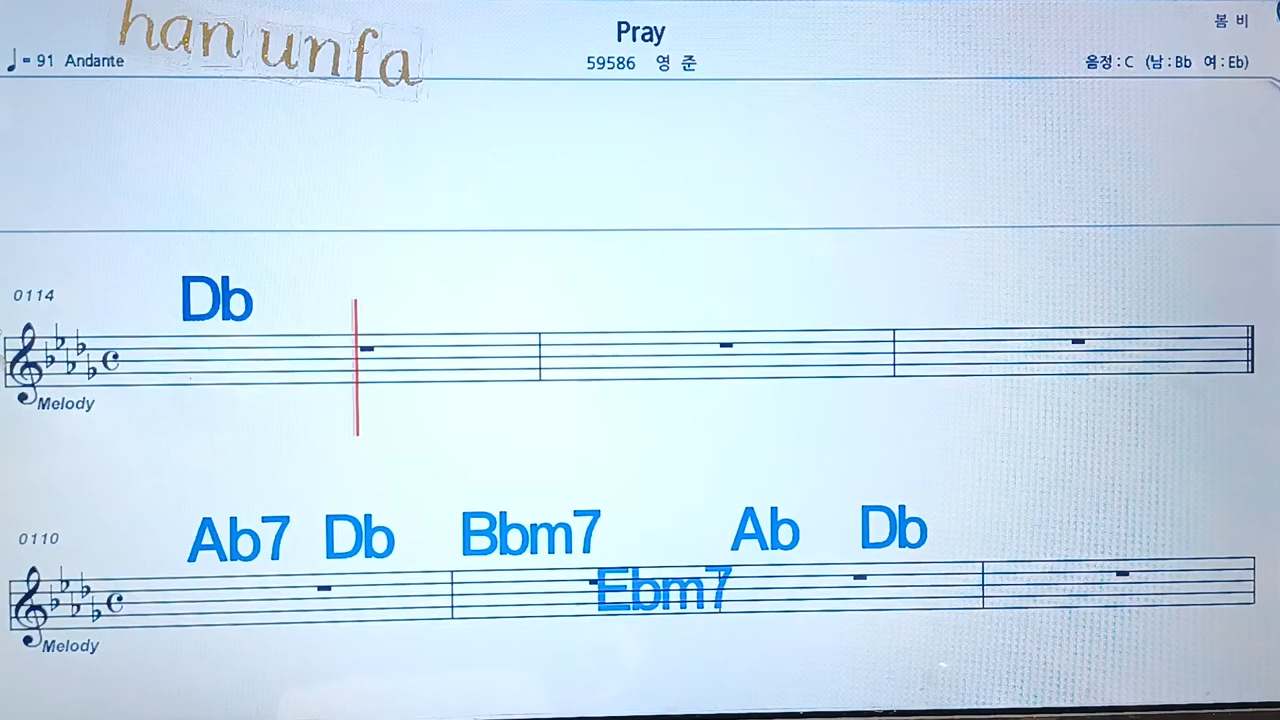 han unfa
Pray
봄 비
♩= 91 Andante
59586 영 준
음정 : C (남 : Bb 여 : Eb)
0114
Db
Melody
0110
Ab7 Db Bbm7 Ab Db
Ebm7
Melody